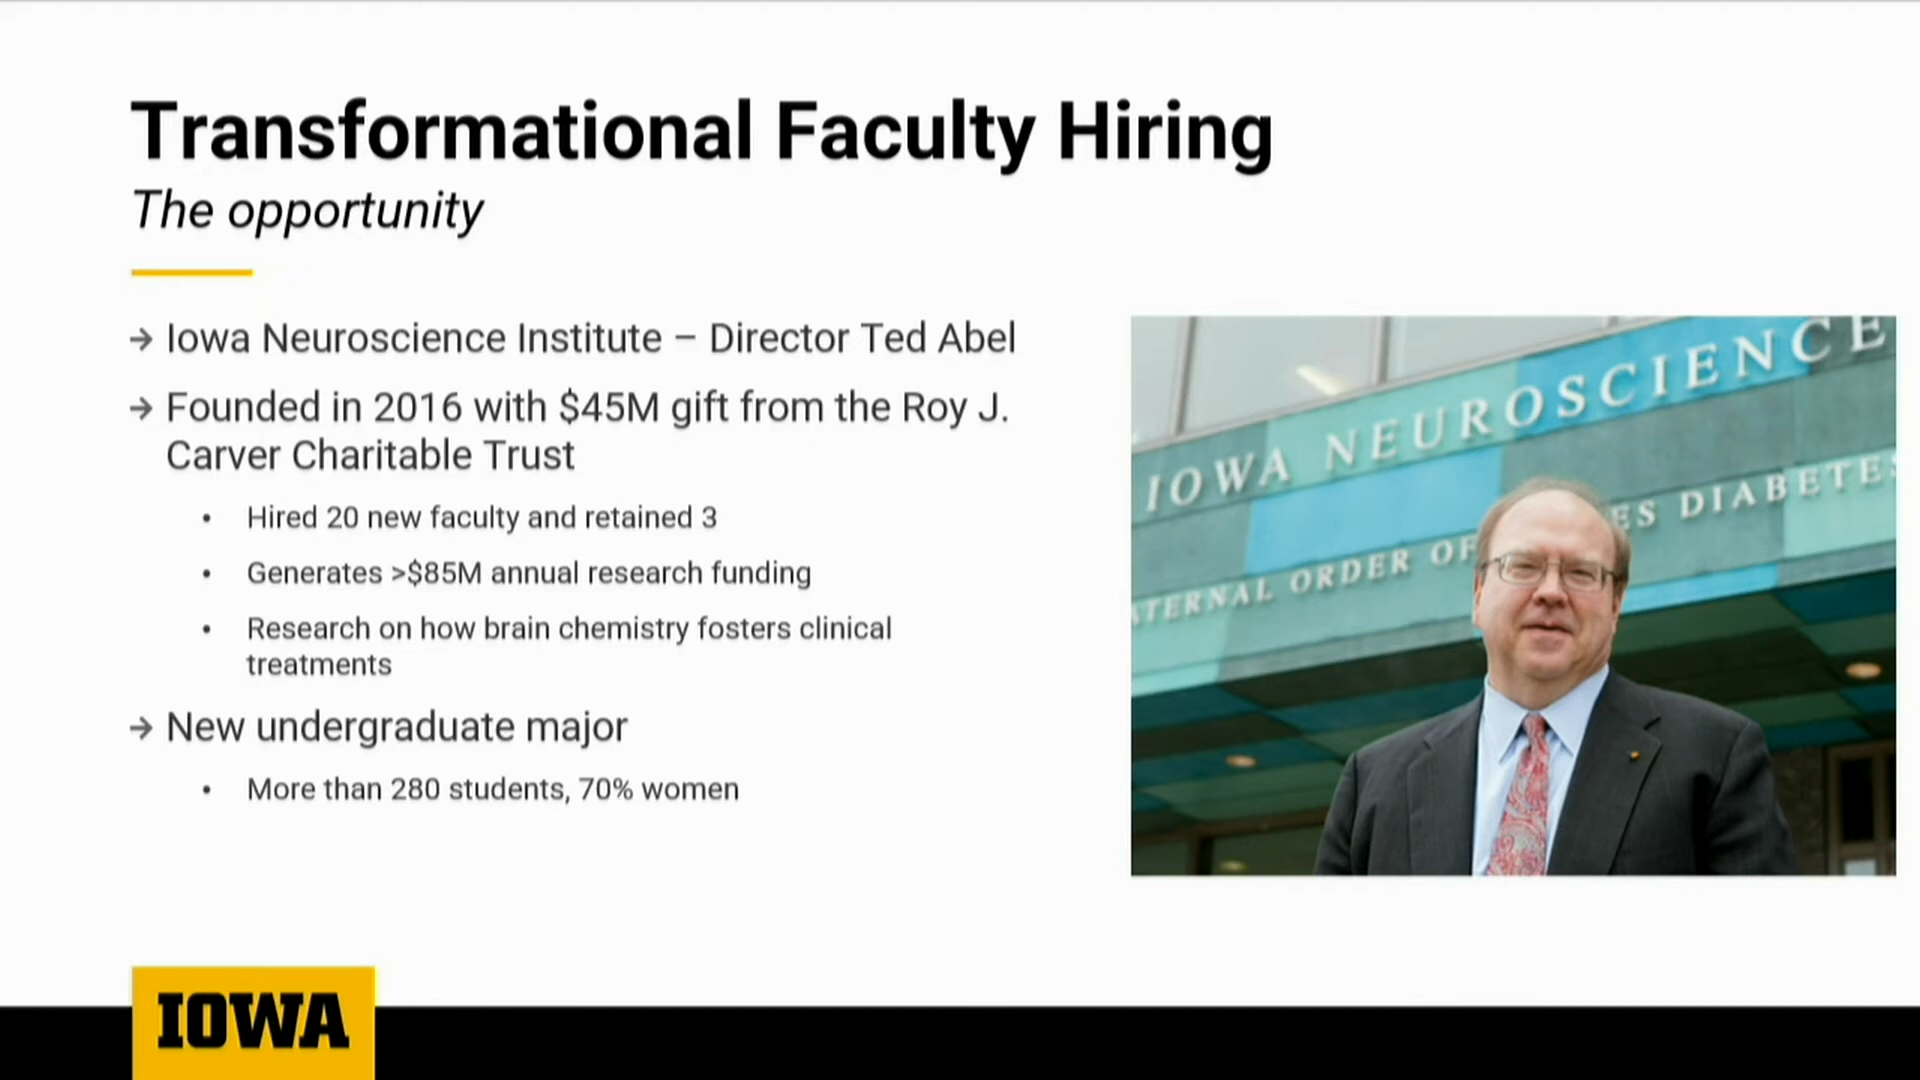 Transformational Faculty Hiring
The opportunity
→ Iowa Neuroscience Institute – Director Ted Abel
→ Founded in 2016 with $45M gift from the Roy J.
Carver Charitable Trust
• Hired 20 new faculty and retained 3
• Generates >$85M annual research funding
• Research on how brain chemistry fosters clinical
treatments
→ New undergraduate major
• More than 280 students, 70% women
IOWA NEUROSCIENCE
ATERNAL ORDER OF ES DIABETES
IOWA